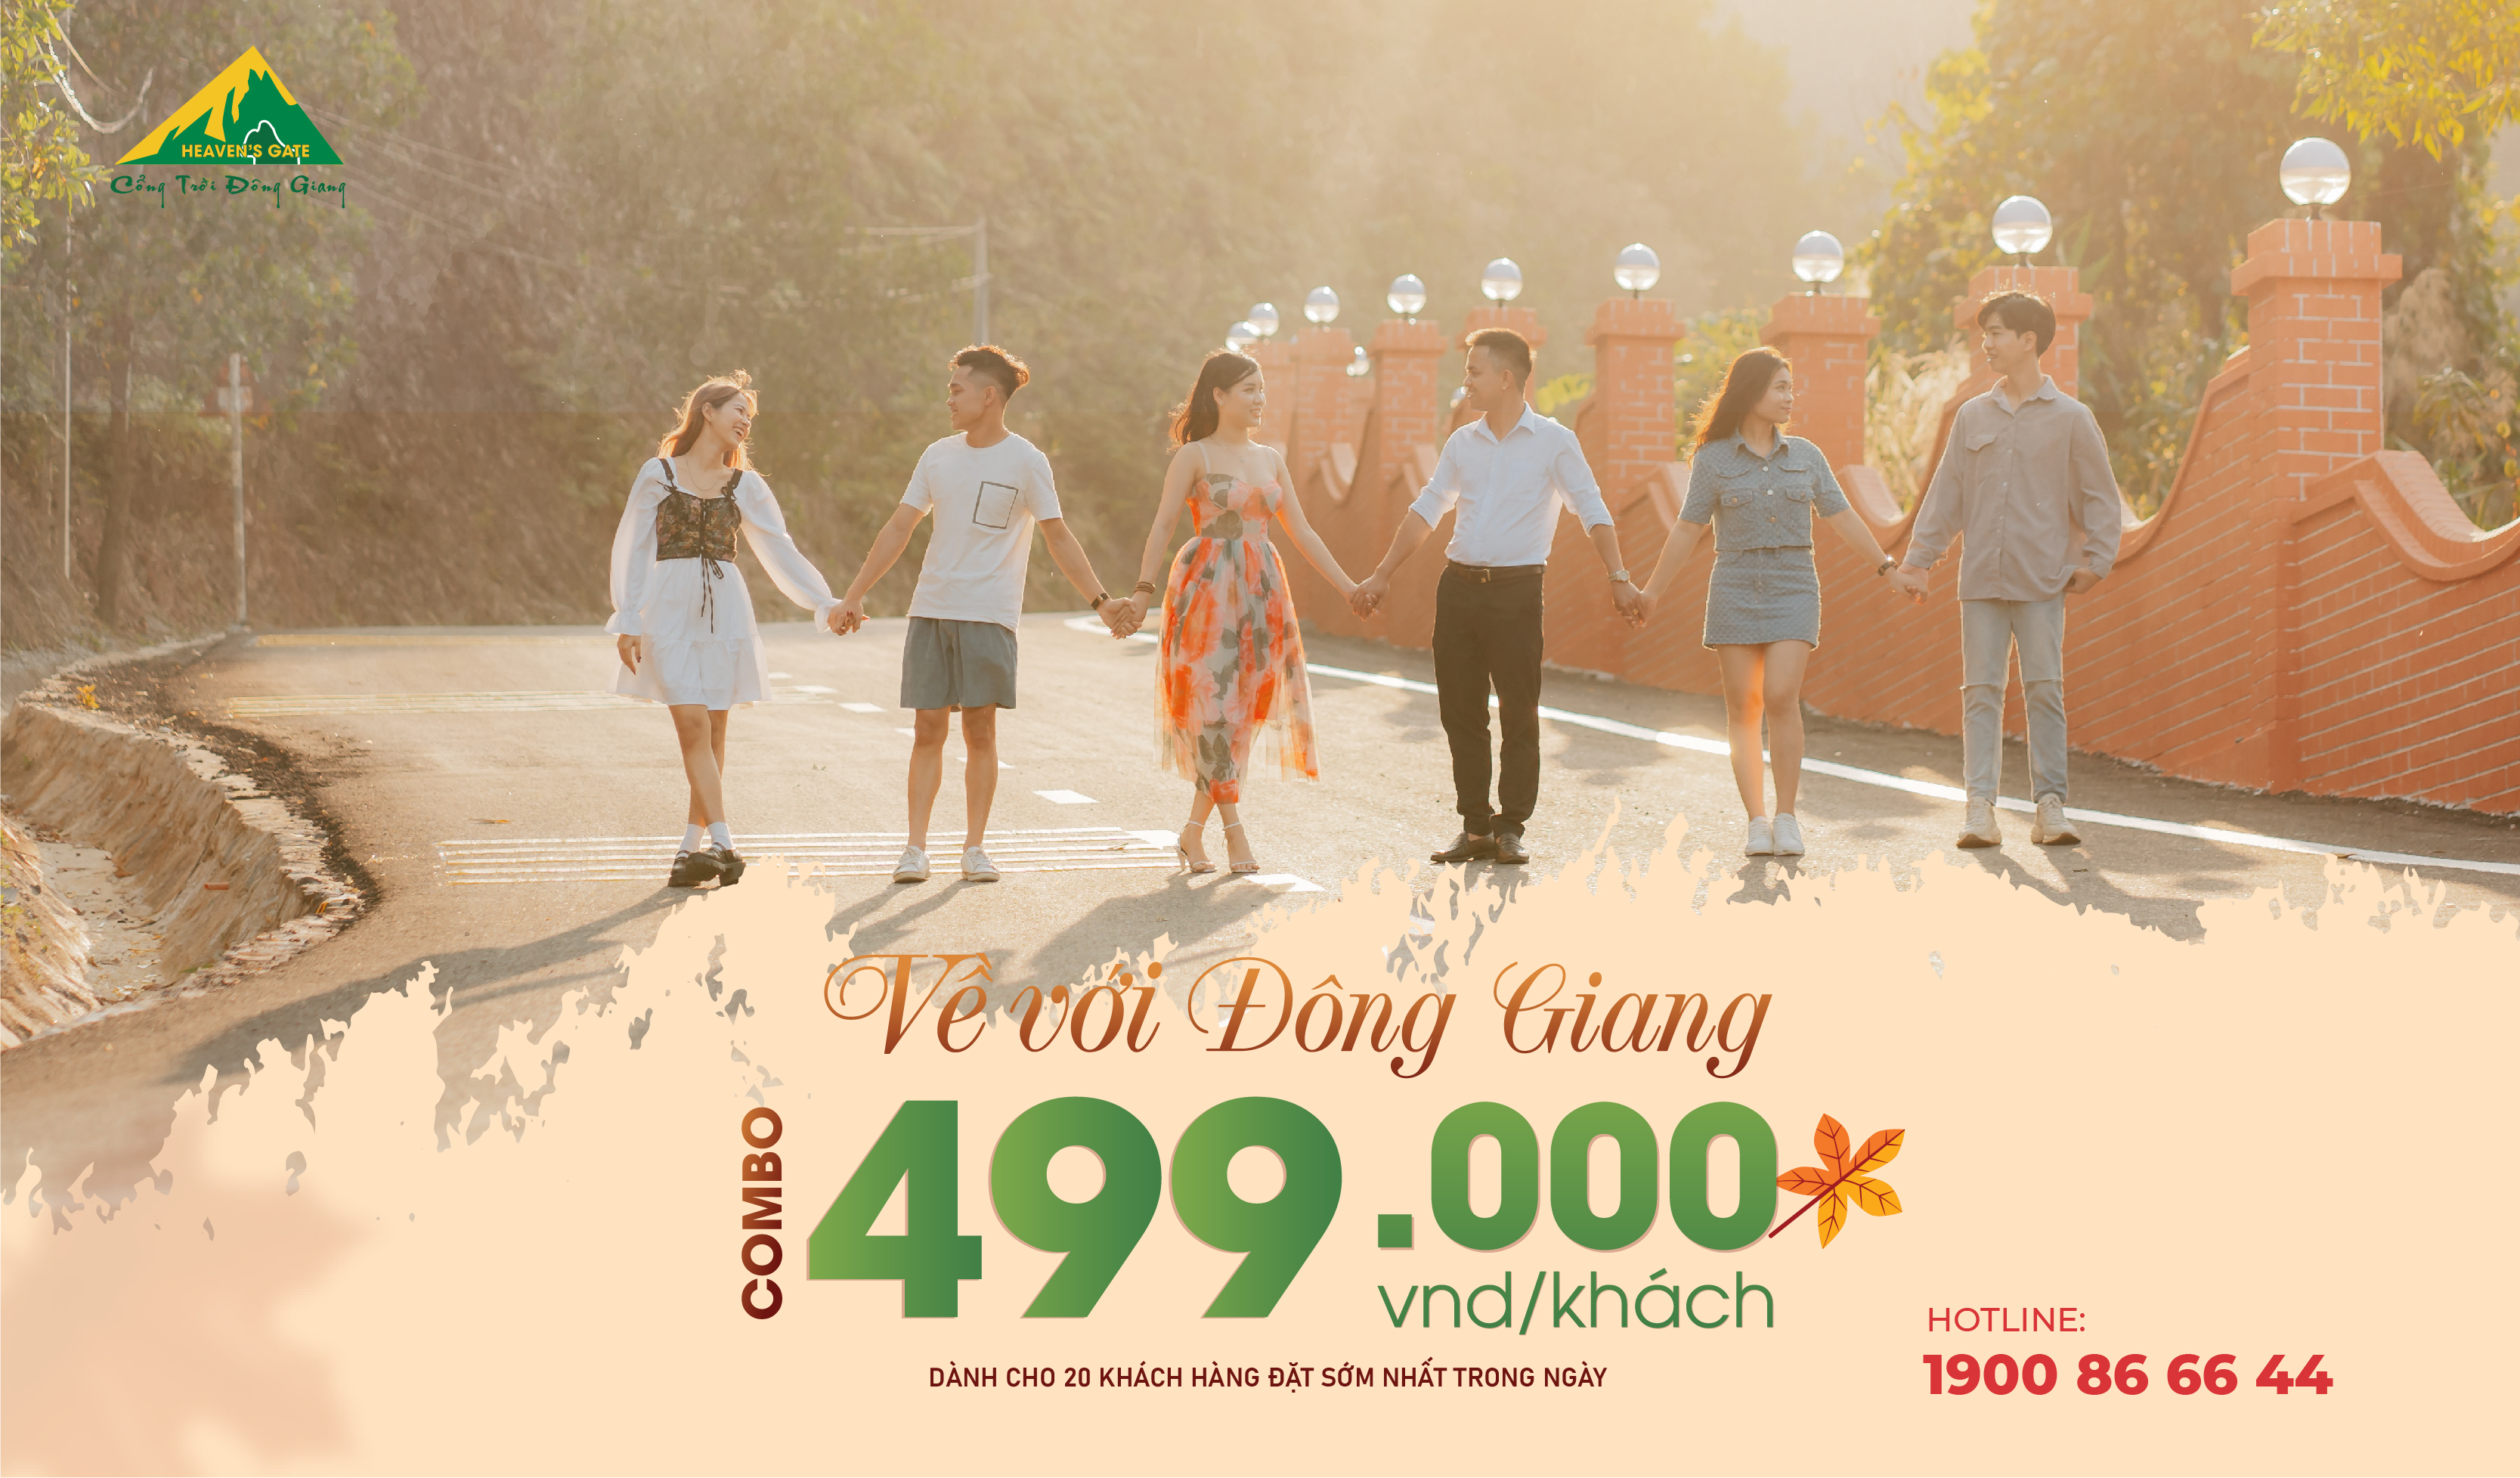 HEAVEN'S GATE
Cổng Trời Đông Giang
Về với Đông Giang
COMBO
499.000
vnd/khách
DÀNH CHO 20 KHÁCH HÀNG ĐẶT SỚM NHẤT TRONG NGÀY
HOTLINE:
1900 86 66 44